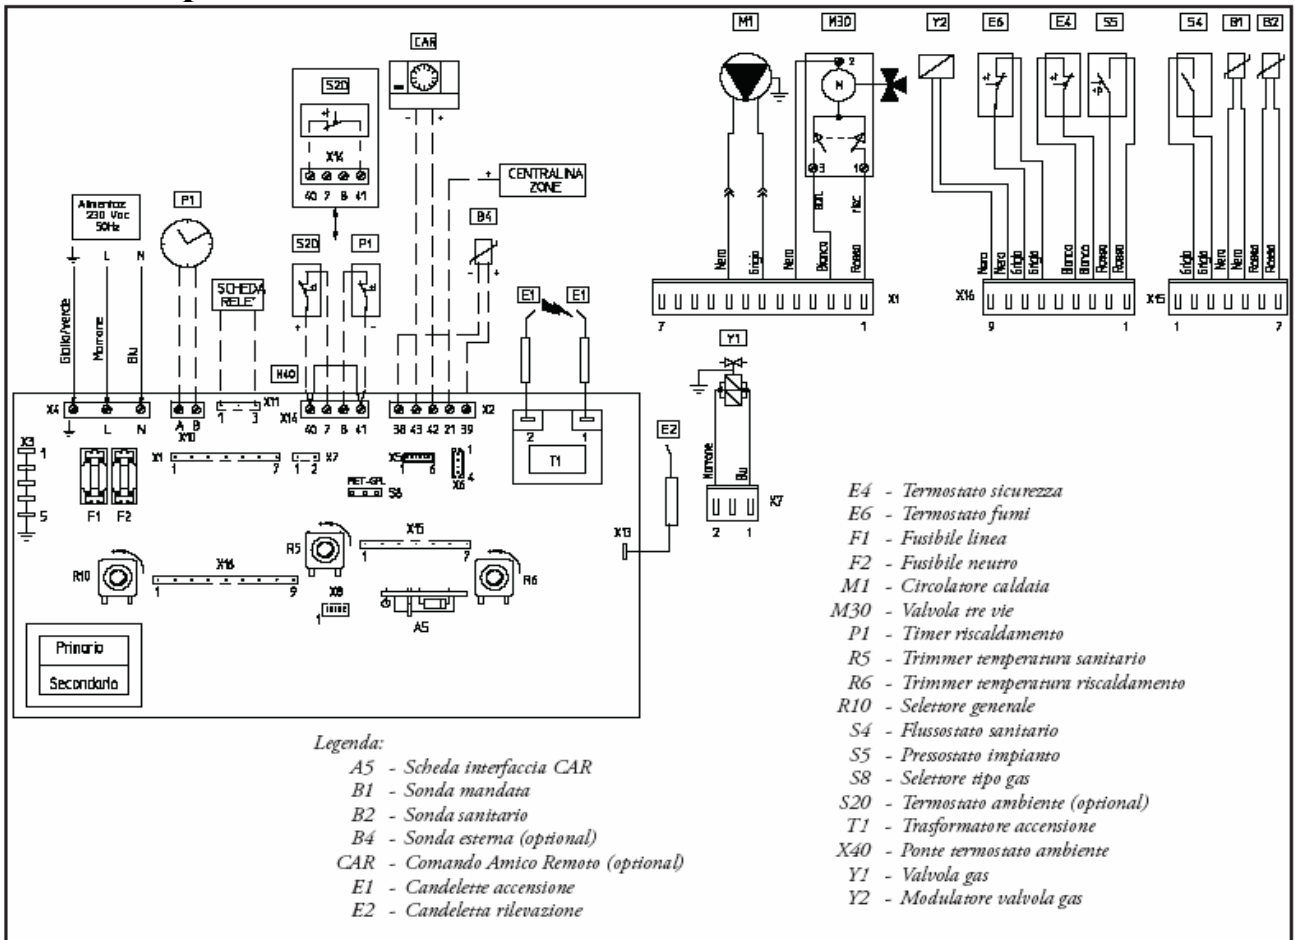 M1
M30
Y2
E6
E4
S5
S4
B1
B2
CAR
S20
X14
40 7 8 41
CENTRALINA
ZONE
B4
Alimentaz.
230 Vac
50Hz
L N
P1
SCHEDA
RELE'
S20 P1
E1 E1
2
M
3 1
Nero
Grigio
Nero
Bianco
Rosso
Nero
Nero
Grigio
Grigio
Bianco
Bianco
Rosso
Rosso
Grigio
Grigio
Nero
Nero
Rosso
Rosso
7 1 X1
X16 9 1
X15 1 7
Giallo/verde
Marrone
Blu
X40
X4
L N
A B
X10
X11
1 3
X14
40 7 8 41
X2
38 43 42 21 39
2 1
T1
X3
1
5
F1 F2
X1
1 7
X7
1 2
X5
1 6
X6
1
4
MET-GPL
S8
R10
X16
1 9
R5
X15
1 7
X8
1
R6
A5
X13
E2
Y1
Marrone
Blu
X7
2 1
Primario
Secondario
E4 - Termostato sicurezza
E6 - Termostato fumi
F1 - Fusibile linea
F2 - Fusibile neutro
M1 - Circolatore caldaia
M30 - Valvola tre vie
P1 - Timer riscaldamento
R5 - Trimmer temperatura sanitario
R6 - Trimmer temperatura riscaldamento
R10 - Selettore generale
S4 - Flussostato sanitario
S5 - Pressostato impianto
S8 - Selettore tipo gas
S20 - Termostato ambiente (optional)
T1 - Trasformatore accensione
X40 - Ponte termostato ambiente
Y1 - Valvola gas
Y2 - Modulatore valvola gas
Legenda:
A5 - Scheda interfaccia CAR
B1 - Sonda mandata
B2 - Sonda sanitario
B4 - Sonda esterna (optional)
CAR - Comando Amico Remoto (optional)
E1 - Candelette accensione
E2 - Candeletta rilevazione